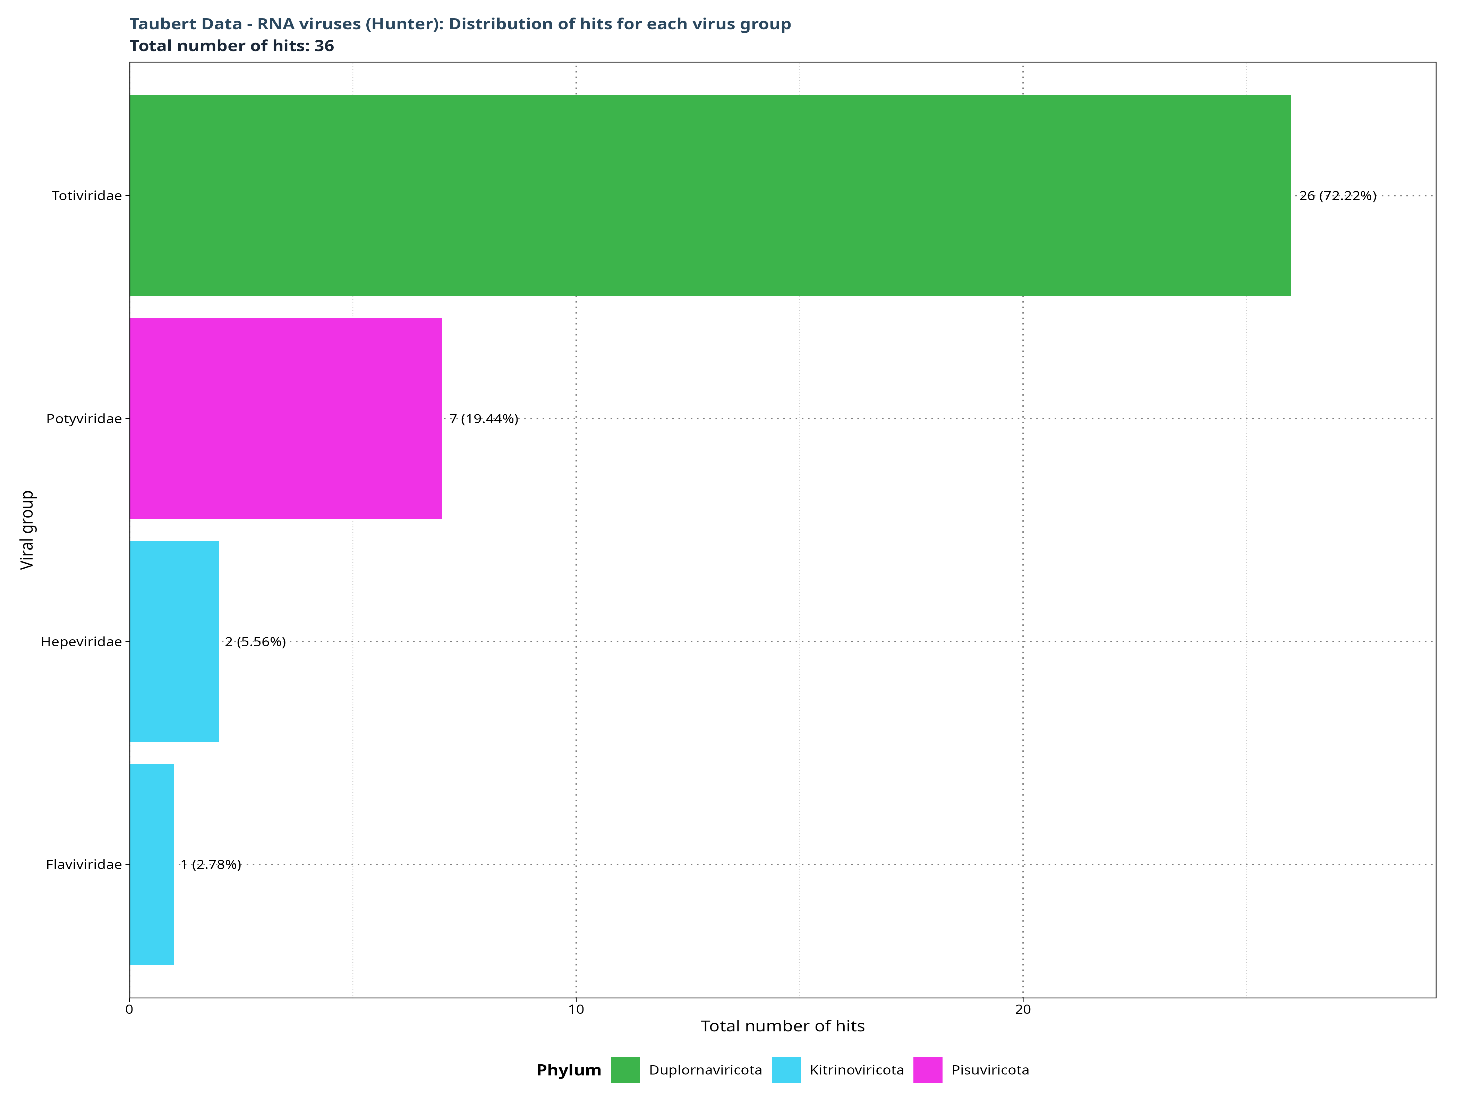 Taubert Data - RNA viruses (Hunter): Distribution of hits for each virus group
Total number of hits: 36
Totiviridae
26 (72.22%)
Potyviridae
7 (19.44%)
Viral group
Hepeviridae
2 (5.56%)
Flaviviridae
1 (2.78%)
0 10 20
Total number of hits
Phylum Duplornaviricota Kitrinoviricota Pisuviricota